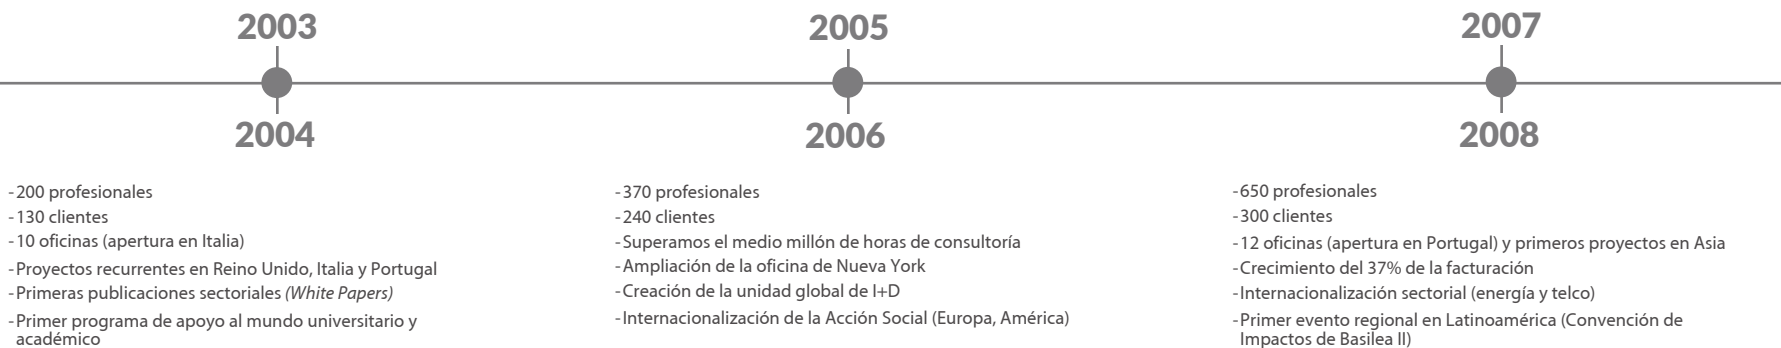 2003
2004
-200 profesionales
-130 clientes
-10 oficinas (apertura en Italia)
-Proyectos recurrentes en Reino Unido, Italia y Portugal
-Primeras publicaciones sectoriales (White Papers)
-Primer programa de apoyo al mundo universitario y
académico
2005
2006
-370 profesionales
-240 clientes
-Superamos el medio millón de horas de consultoría
-Ampliación de la oficina de Nueva York
-Creación de la unidad global de I+D
-Internacionalización de la Acción Social (Europa, América)
2007
2008
-650 profesionales
-300 clientes
-12 oficinas (apertura en Portugal) y primeros proyectos en Asia
-Crecimiento del 37% de la facturación
-Internacionalización sectorial (energía y telco)
-Primer evento regional en Latinoamérica (Convención de
Impactos de Basilea II)